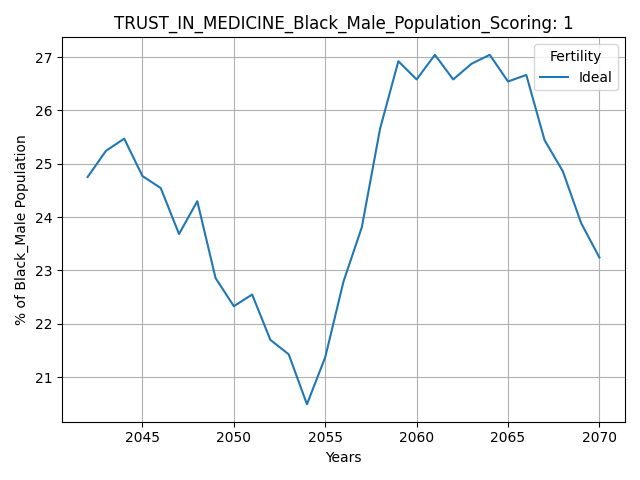 TRUST_IN_MEDICINE_Black_Male_Population_Scoring: 1
Fertility
Ideal
% of Black_Male Population
27
26
25
24
23
22
21
2045 2050 2055 2060 2065 2070
Years